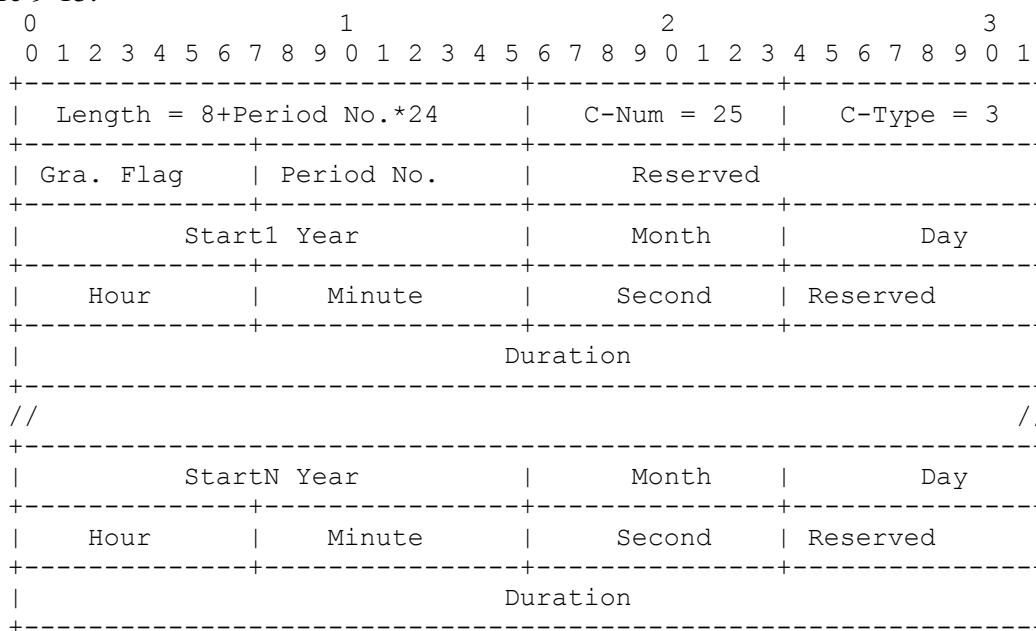 0                   1                   2                   3
0 1 2 3 4 5 6 7 8 9 0 1 2 3 4 5 6 7 8 9 0 1 2 3 4 5 6 7 8 9 0 1
+--------------+----------------+---------------+---------------
| Length = 8+Period No.*24 | C-Num = 25 | C-Type = 3
+--------------+----------------+---------------+---------------
| Gra. Flag | Period No. | Reserved
+--------------+----------------+---------------+---------------
| Start1 Year | Month | Day
+--------------+----------------+---------------+---------------
| Hour | Minute | Second | Reserved
+--------------+----------------+---------------+---------------
| Duration
+---------------------------------------------------------------
// //
+---------------------------------------------------------------
| StartN Year | Month | Day
+--------------+----------------+---------------+---------------
| Hour | Minute | Second | Reserved
+--------------+----------------+---------------+---------------
| Duration
+---------------------------------------------------------------